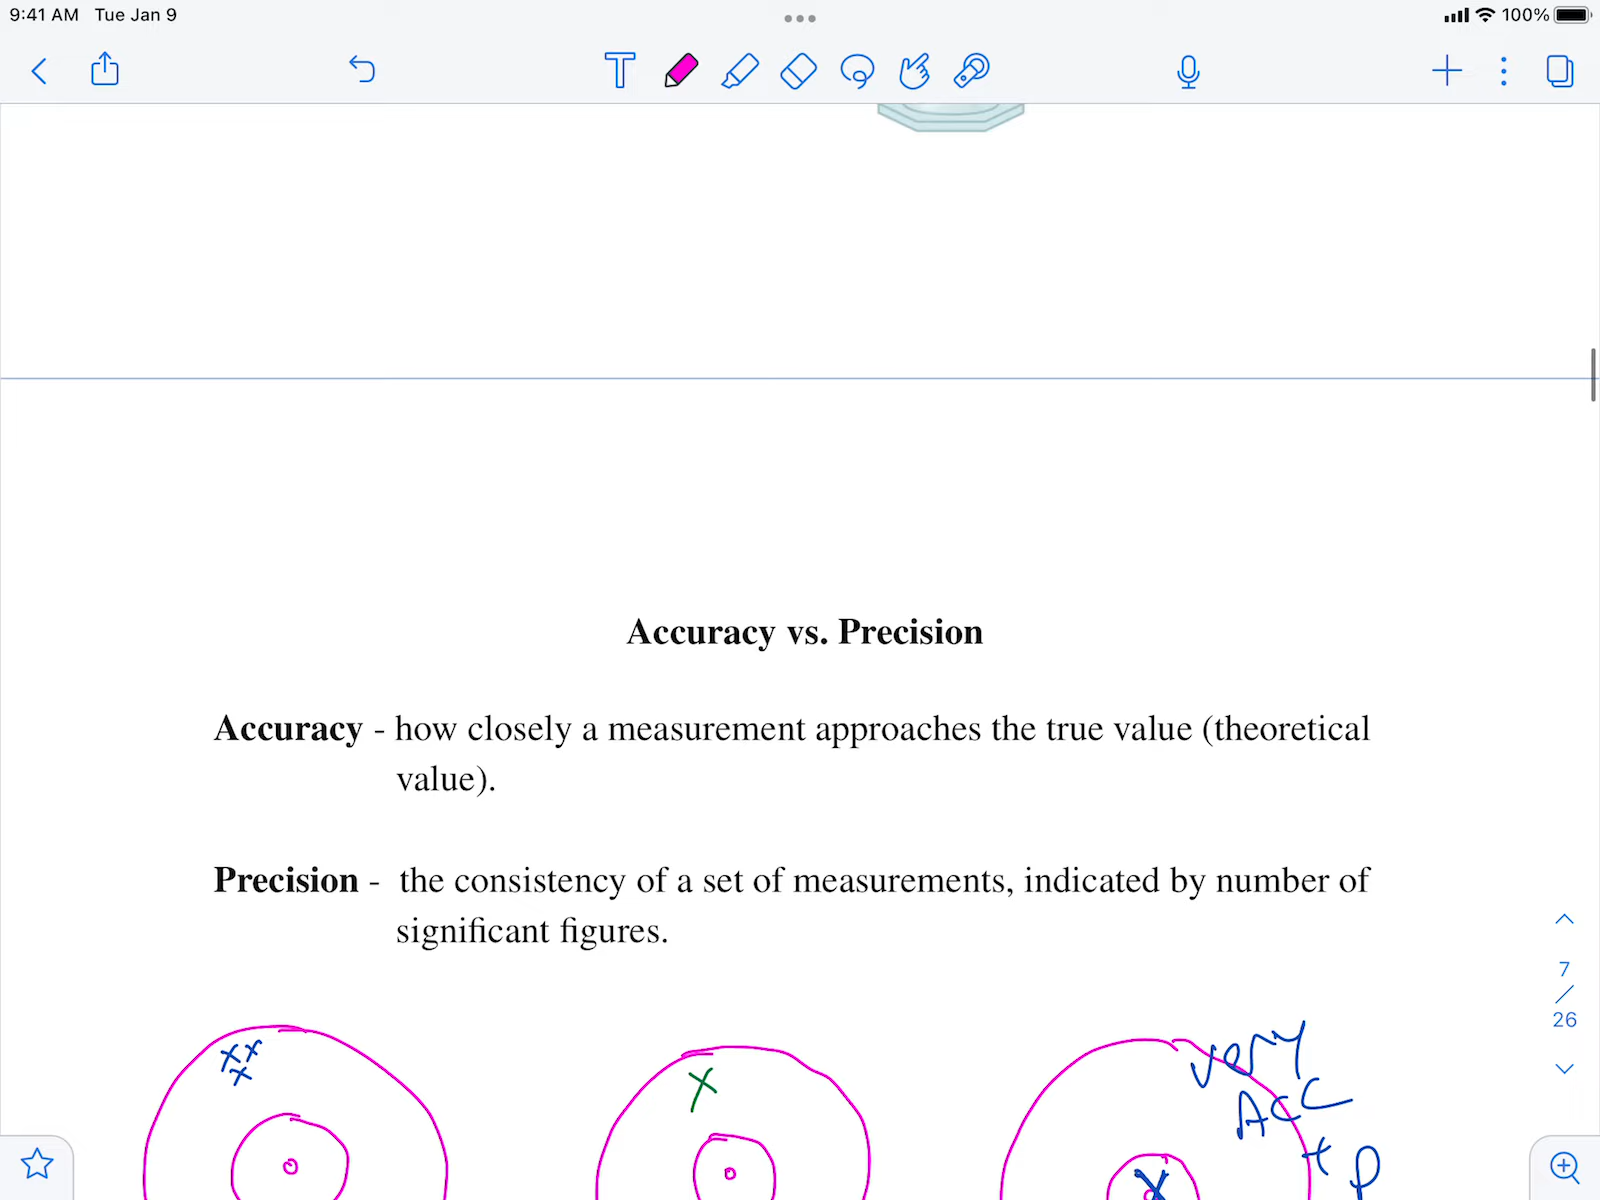 9:41 AM Tue Jan 9
100%
T
Accuracy vs. Precision
Accuracy - how closely a measurement approaches the true value (theoretical
value).
Precision - the consistency of a set of measurements, indicated by number of
significant figures.
7
/
26
x x
x
x
very
Acc
+ P
x